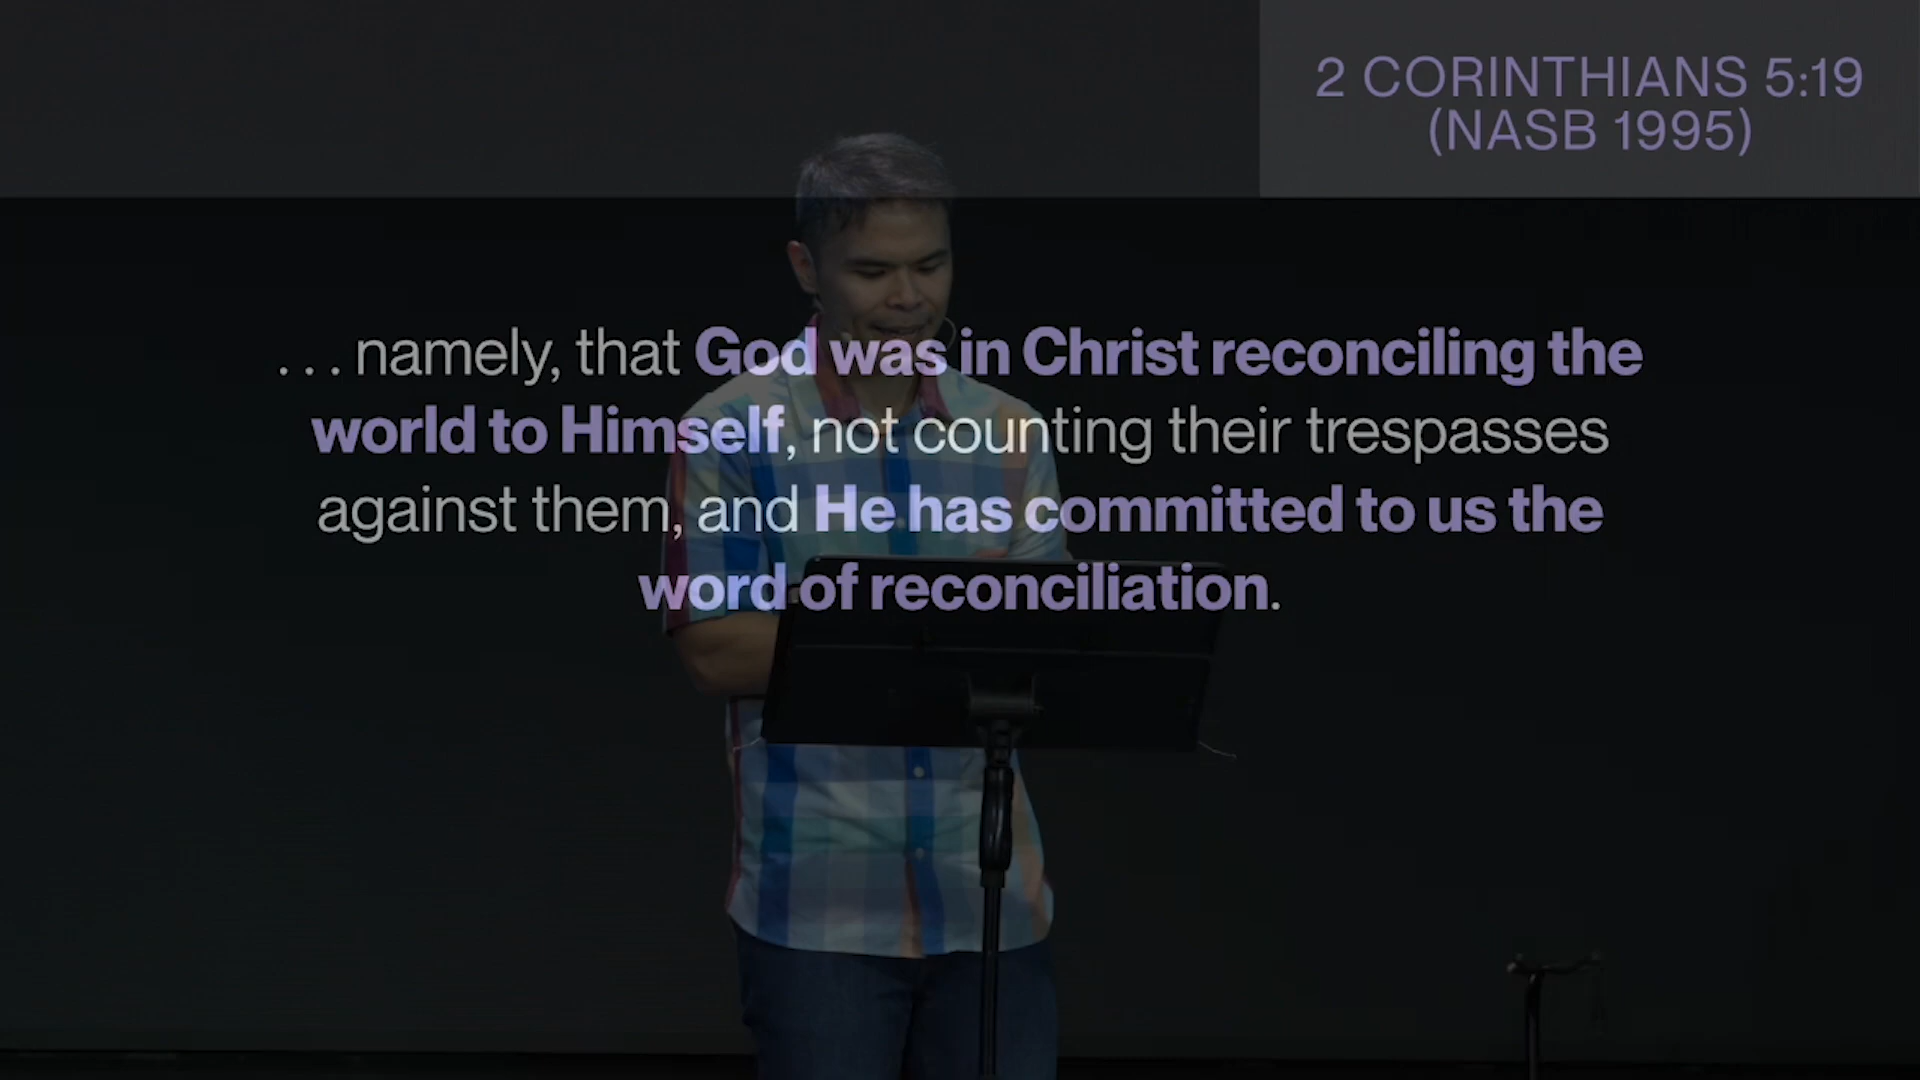 2 CORINTHIANS 5:19
(NASB 1995)
. . . namely, that God was in Christ reconciling the
world to Himself, not counting their trespasses
against them, and He has committed to us the
word of reconciliation.